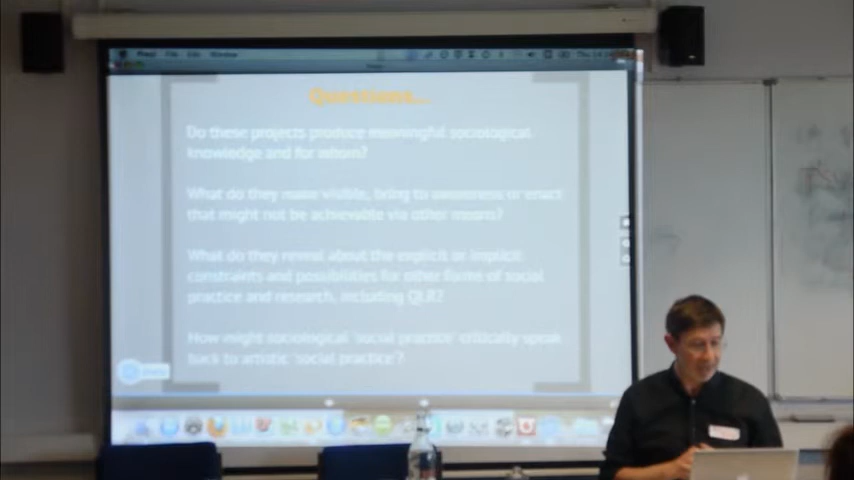 Questions...
Do these projects produce meaningful sociological
knowledge and for whom?
What do they make visible, bring to awareness or enact
that might not be achievable via other means?
What do they reveal about the explicit or implicit
constraints and possibilities for other forms of social
practice and research, including QLR?
How might sociological 'social practice' critically speak
back to artistic 'social practice'?